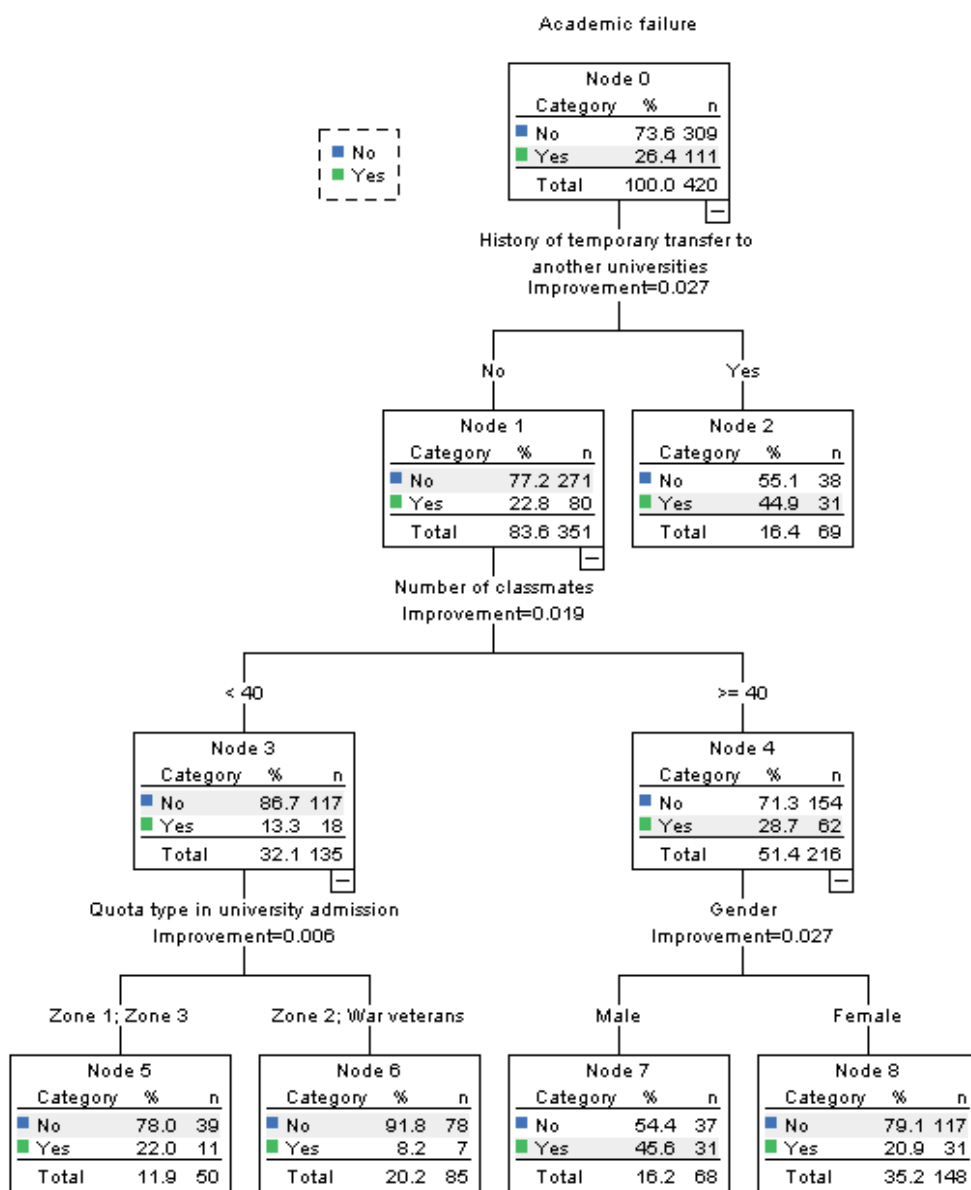 Academic failure
Node 0
Category % n
No 73.6 309
Yes 26.4 111
Total 100.0 420
No
Yes
History of temporary transfer to
another universities
Improvement=0.027
No
Yes
Node 1
Category % n
No 77.2 271
Yes 22.8 80
Total 83.6 351
Node 2
Category % n
No 55.1 38
Yes 44.9 31
Total 16.4 69
Number of classmates
Improvement=0.019
< 40
>= 40
Node 3
Category % n
No 86.7 117
Yes 13.3 18
Total 32.1 135
Node 4
Category % n
No 71.3 154
Yes 28.7 62
Total 51.4 216
Quota type in university admission
Improvement=0.006
Gender
Improvement=0.027
Zone 1; Zone 3
Zone 2; War veterans
Male
Female
Node 5
Category % n
No 78.0 39
Yes 22.0 11
Total 11.9 50
Node 6
Category % n
No 91.8 78
Yes 8.2 7
Total 20.2 85
Node 7
Category % n
No 54.4 37
Yes 45.6 31
Total 16.2 68
Node 8
Category % n
No 79.1 117
Yes 20.9 31
Total 35.2 148